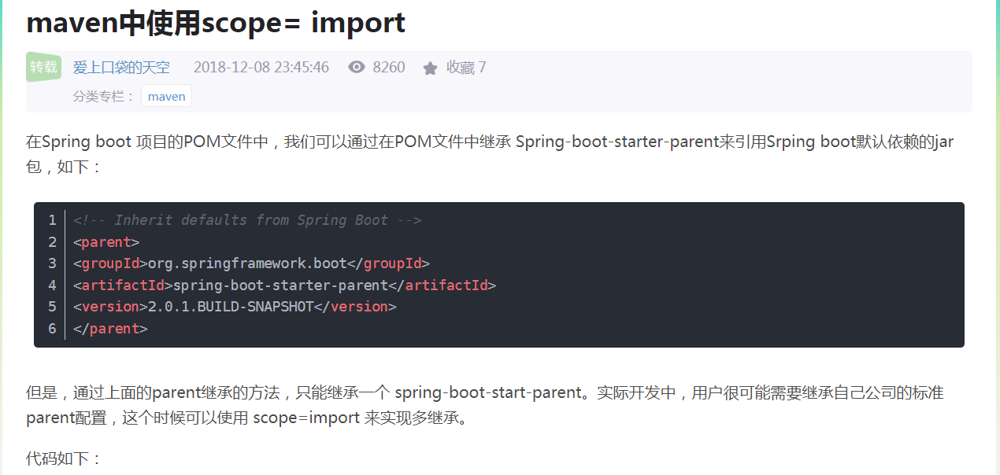 maven中使用scope= import
转载 爱上口袋的天空 2018-12-08 23:45:46 8260 收藏 7
分类专栏： maven
在Spring boot 项目的POM文件中，我们可以通过在POM文件中继承 Spring-boot-starter-parent来引用Srping boot默认依赖的jar
包，如下：
1 <!-- Inherit defaults from Spring Boot -->
2 <parent>
3 <groupId>org.springframework.boot</groupId>
4 <artifactId>spring-boot-starter-parent</artifactId>
5 <version>2.0.1.BUILD-SNAPSHOT</version>
6 </parent>
但是，通过上面的parent继承的方法，只能继承一个 spring-boot-start-parent。实际开发中，用户很可能需要继承自己公司的标准
parent配置，这个时候可以使用 scope=import 来实现多继承。
代码如下：